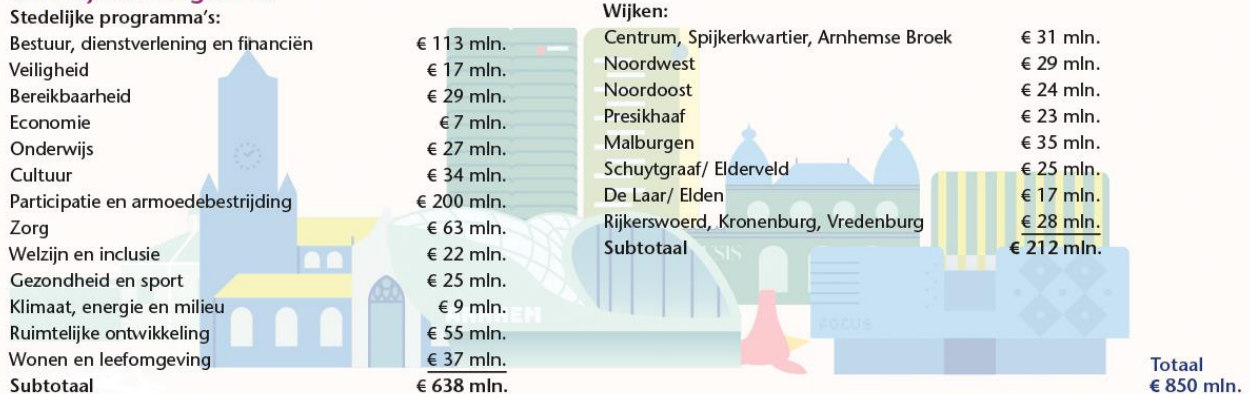 Stedelijke programma's:
Bestuur, dienstverlening en financiën € 113 mln.
Veiligheid € 17 mln.
Bereikbaarheid € 29 mln.
Economie € 7 mln.
Onderwijs € 27 mln.
Cultuur € 34 mln.
Participatie en armoedebestrijding € 200 mln.
Zorg € 63 mln.
Welzijn en inclusie € 22 mln.
Gezondheid en sport € 25 mln.
Klimaat, energie en milieu € 9 mln.
Ruimtelijke ontwikkeling € 55 mln.
Wonen en leefomgeving € 37 mln.
Subtotaal € 638 mln.
Wijken:
Centrum, Spijkerkwartier, Arnhemse Broek € 31 mln.
Noordwest € 29 mln.
Noordoost € 24 mln.
Presikhaaf € 23 mln.
Malburgen € 35 mln.
Schuytgraaf/ Elderveld € 25 mln.
De Laar/ Elden € 17 mln.
Rijkerswoerd, Kronenburg, Vredenburg € 28 mln.
Subtotaal € 212 mln.
FOCUS
Totaal
€ 850 mln.